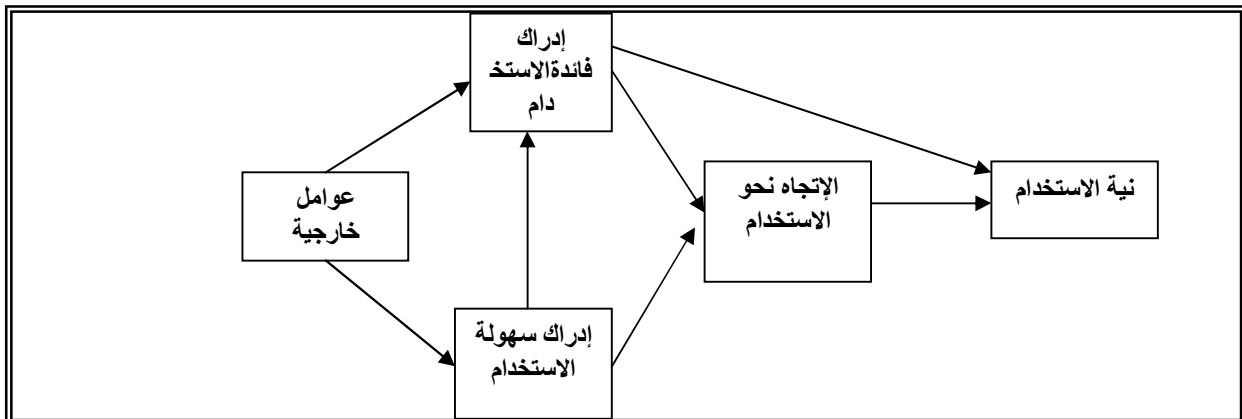 إدراك
فائدةالاستخ
دام
عوامل
خارجية
الإتجاه نحو
الاستخدام
نية الاستخدام
إدراك سهولة
الاستخدام